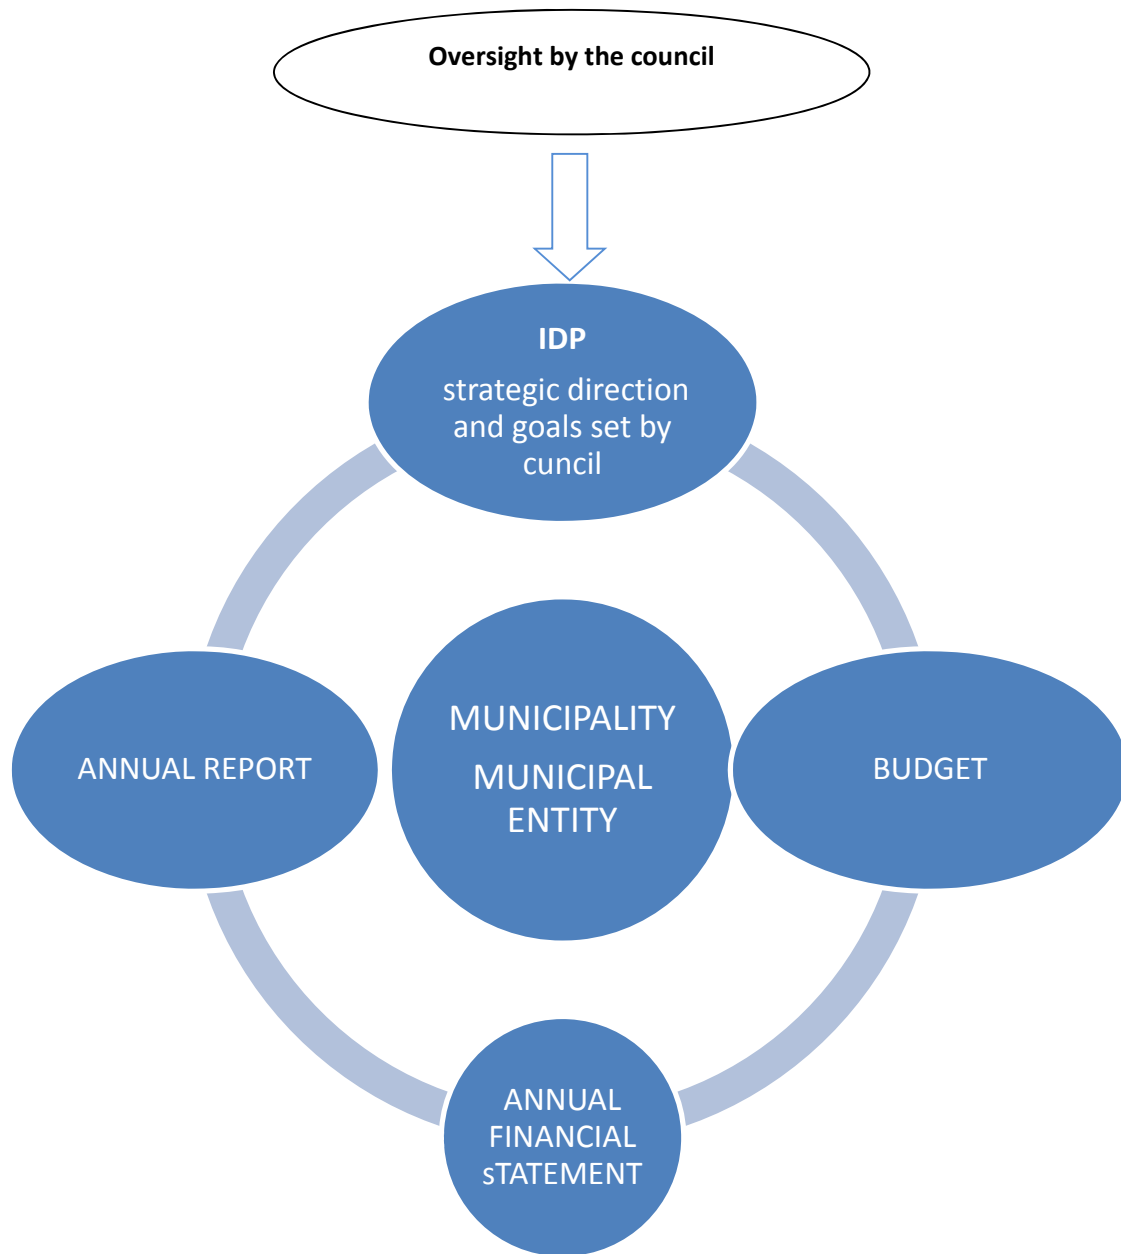 Oversight by the council
IDP
strategic direction
and goals set by
cuncil
MUNICIPALITY
MUNICIPAL
ENTITY
ANNUAL REPORT
BUDGET
ANNUAL
FINANCIAL
sTATEMENT